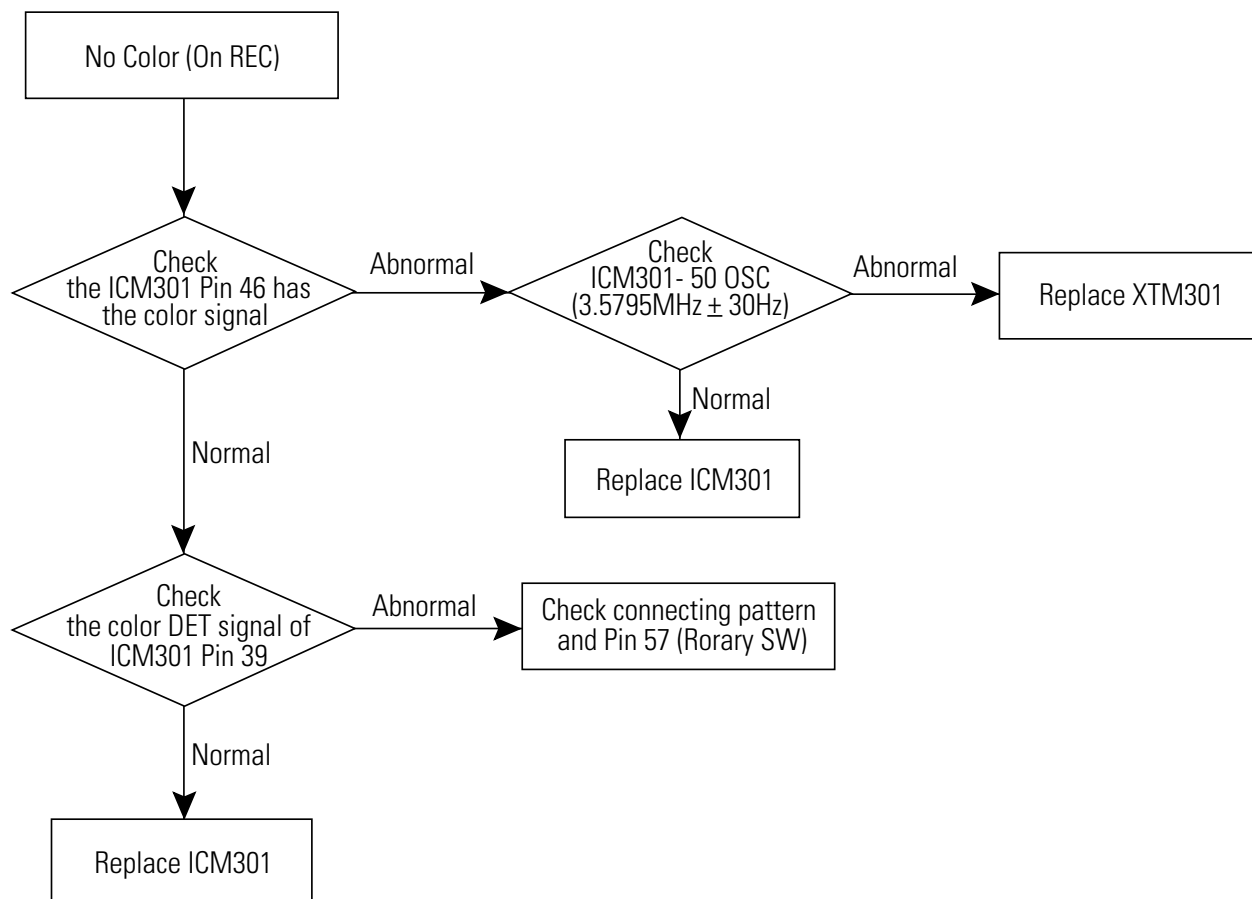 No Color (On REC)
Check
the ICM301 Pin 46 has
the color signal
Abnormal
Check
ICM301- 50 OSC
(3.5795MHz ± 30Hz)
Abnormal
Replace XTM301
Normal
Replace ICM301
Normal
Check
the color DET signal of
ICM301 Pin 39
Abnormal
Check connecting pattern
and Pin 57 (Rorary SW)
Normal
Replace ICM301